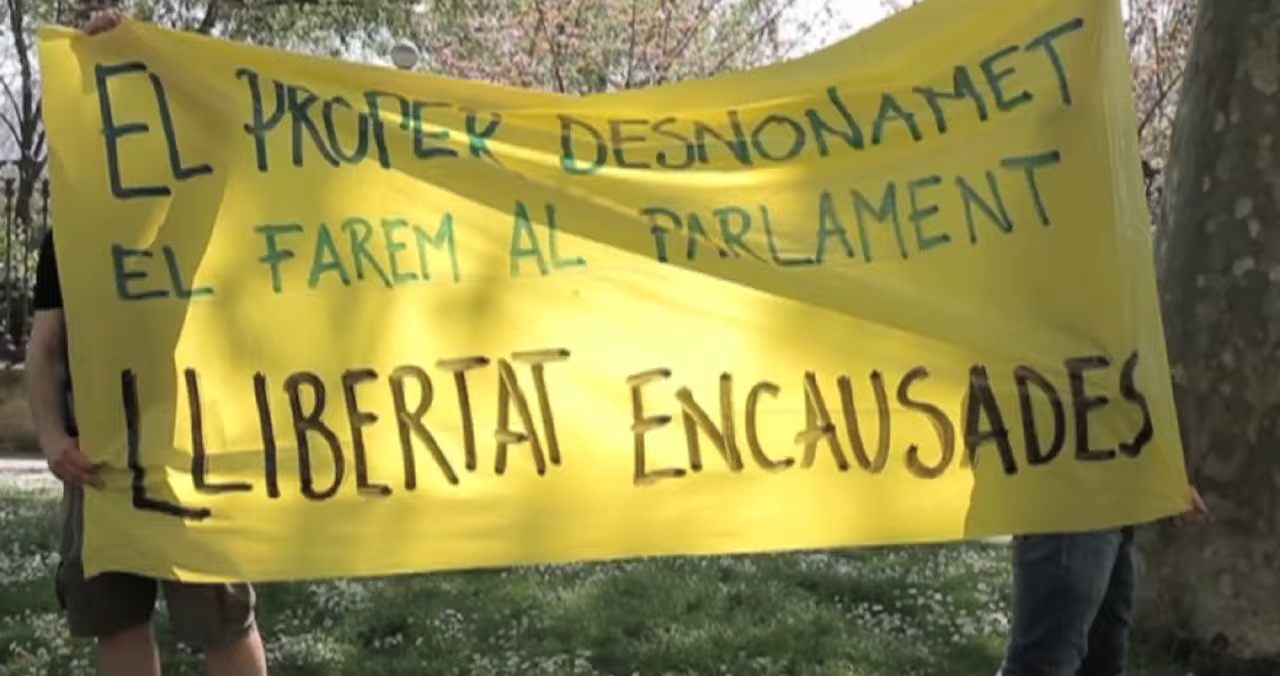 EL PROPER DESNONAMET
EL FAREM AL PARLAMENT
LLIBERTAT ENCAUSADES